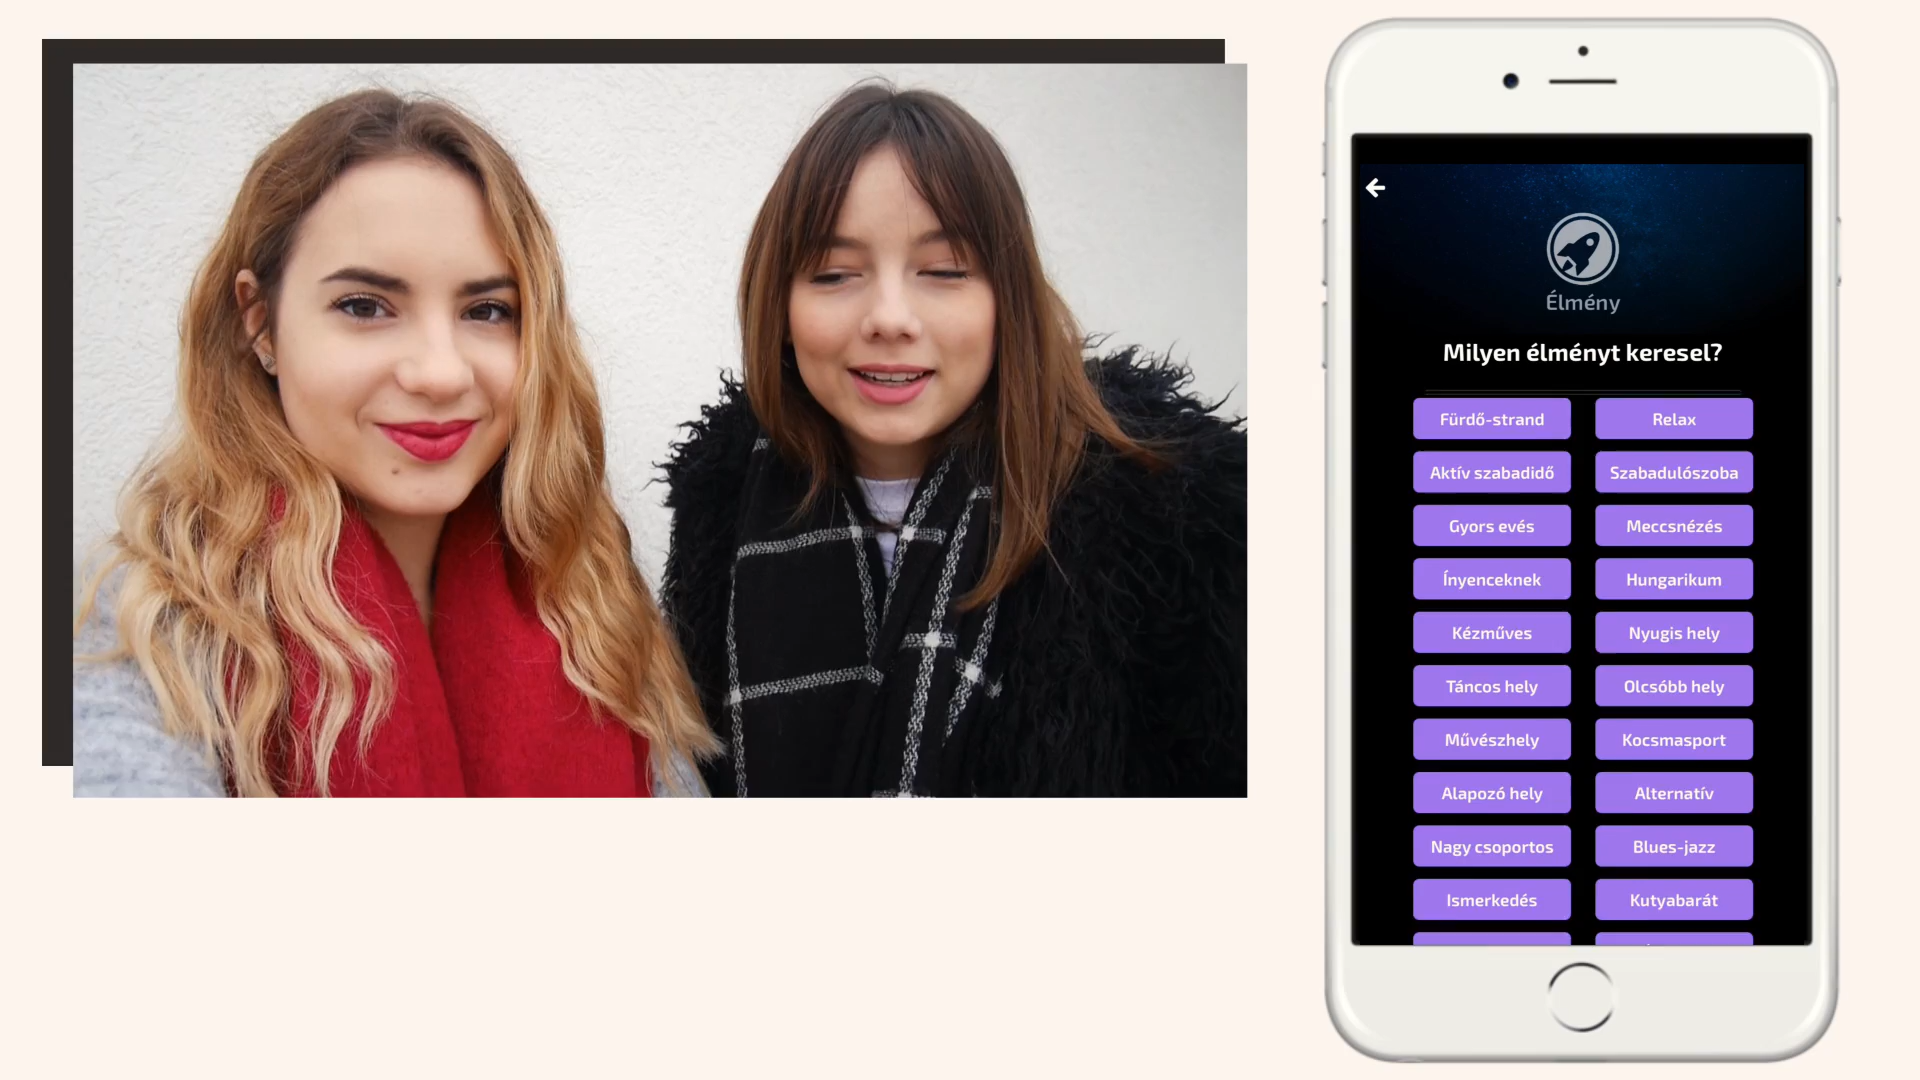 Élmény
Milyen élményt keresel?
Fürdő-strand Relax
Aktív szabadidő Szabadulószoba
Gyors evés Meccsnézés
Ínyenceknek Hungarikum
Kézműves Nyugis hely
Táncos hely Olcsóbb hely
Művészhely Kocsmasport
Alapozó hely Alternatív
Nagy csoportos Blues-jazz
Ismerkedés Kutyabarát